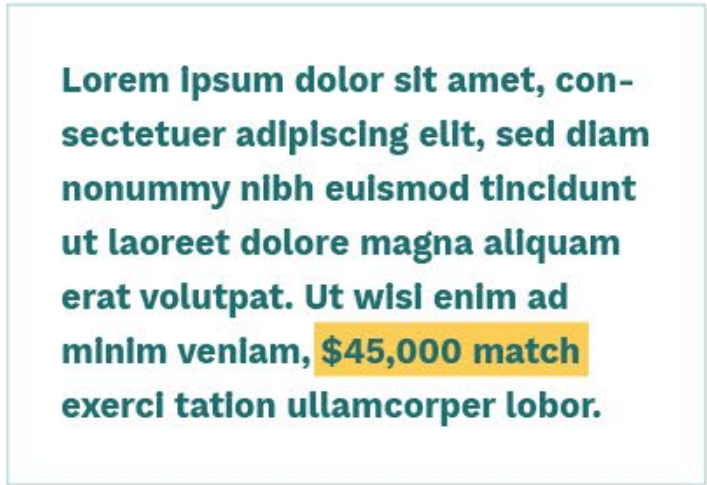 Lorem ipsum dolor sit amet, con-
sectetuer adipiscing elit, sed diam
nonummy nibh euismod tincidunt
ut laoreet dolore magna aliquam
erat volutpat. Ut wisi enim ad
minim veniam, $45,000 match
exerci tation ullamcorper lobor.